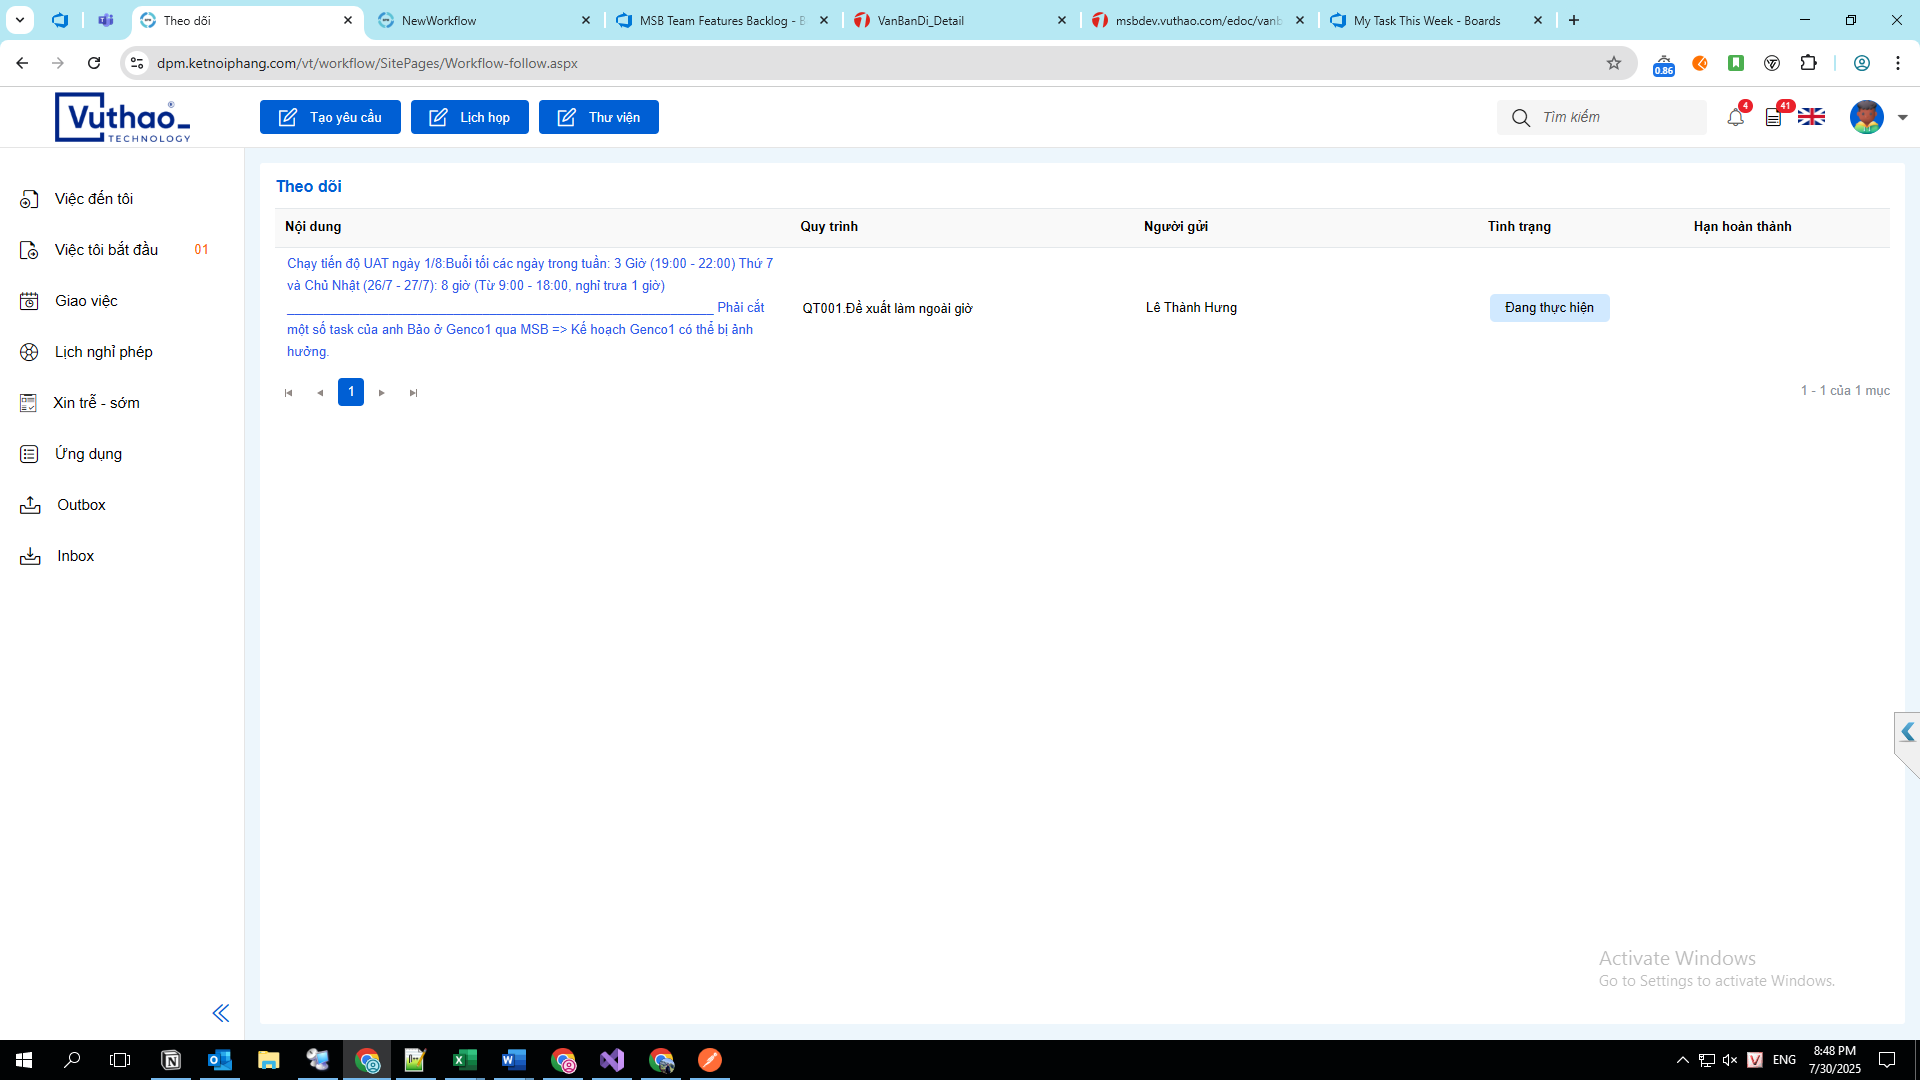 Theo dõi
NewWorkflow
MSB Team Features Backlog - B
VanBanDi_Detail
msbdev.vuthao.com/edoc/vanb
My Task This Week - Boards
dpm.ketnoiphang.com/vt/workflow/SitePages/Workflow-follow.aspx
0.86
Vuthao_®
TECHNOLOGY
Tạo yêu cầu
Lịch họp
Thư viện
Tìm kiếm
4
41
Việc đến tôi
Việc tôi bắt đầu 01
Giao việc
Lịch nghỉ phép
Xin trễ - sớm
Ứng dụng
Outbox
Inbox
Theo dõi
Nội dung Quy trình Người gửi Tình trạng Hạn hoàn thành
Chạy tiến độ UAT ngày 1/8:Buổi tối các ngày trong tuần: 3 Giờ (19:00 - 22:00) Thứ 7
và Chủ Nhật (26/7 - 27/7): 8 giờ (Từ 9:00 - 18:00, nghỉ trưa 1 giờ)
___________________________________________________________ Phải cắt
một số task của anh Bảo ở Genco1 qua MSB => Kế hoạch Genco1 có thể bị ảnh
hưởng.
QT001.Đề xuất làm ngoài giờ
Lê Thành Hưng
Đang thực hiện
1
1 - 1 của 1 mục
Activate Windows
Go to Settings to activate Windows.
ENG
8:48 PM
7/30/2025